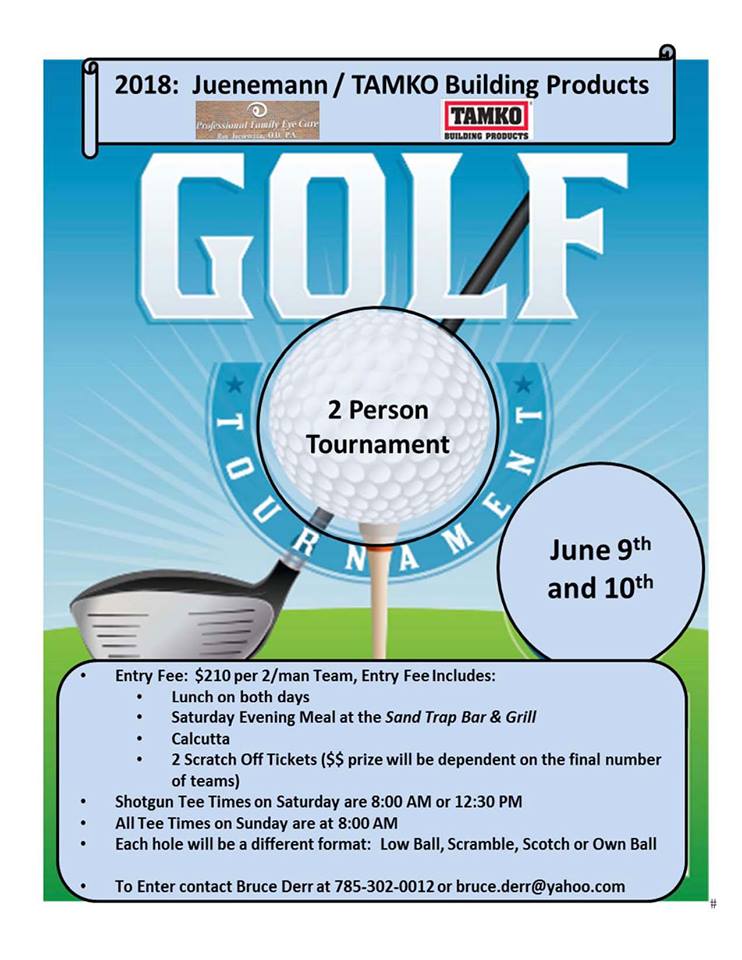 2018: Juenemann / TAMKO Building Products
Professional Family Eye Care
TAMKO
BUILDING PRODUCTS
GOLF
TOURNAMENT
2 Person
Tournament
June 9th
and 10th
• Entry Fee: $210 per 2/man Team, Entry Fee Includes:
• Lunch on both days
• Saturday Evening Meal at the Sand Trap Bar & Grill
• Calcutta
• 2 Scratch Off Tickets ($$ prize will be dependent on the final number
of teams)
• Shotgun Tee Times on Saturday are 8:00 AM or 12:30 PM
• All Tee Times on Sunday are at 8:00 AM
• Each hole will be a different format: Low Ball, Scramble, Scotch or Own Ball
• To Enter contact Bruce Derr at 785-302-0012 or bruce.derr@yahoo.com
#